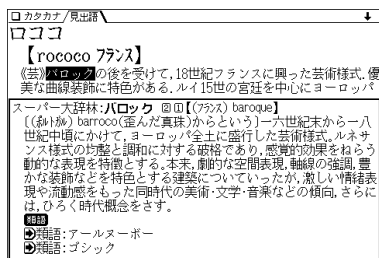 カタカナ/見出語
ロココ
【rococo フランス】
《芸》バロックの後を受けて,18世紀フランスに興った芸術様式.優
美な曲線装飾に特色がある.ルイ15世の宮廷を中心にヨーロッパ
スーパー大辞林:バロック ②①【(フランス) baroque】
〔(ポルトガル) barroco(歪んだ真珠)からという〕一六世紀末から一八
世紀中頃にかけて,ヨーロッパ全土に盛行した芸術様式。ルネサ
ンス様式の均整と調和に対する破格であり,感覚的効果をねらう
動的な表現を特徴とする。本来,劇的な空間表現,軸線の強調,豊
かな装飾などを特色とする建築についていったが,激しい情緒表
現や流動感をもった同時代の美術・文学・音楽などの傾向,さらに
は,ひろく時代概念をさす。
類語
類語:アールヌーボー
類語:ゴシック